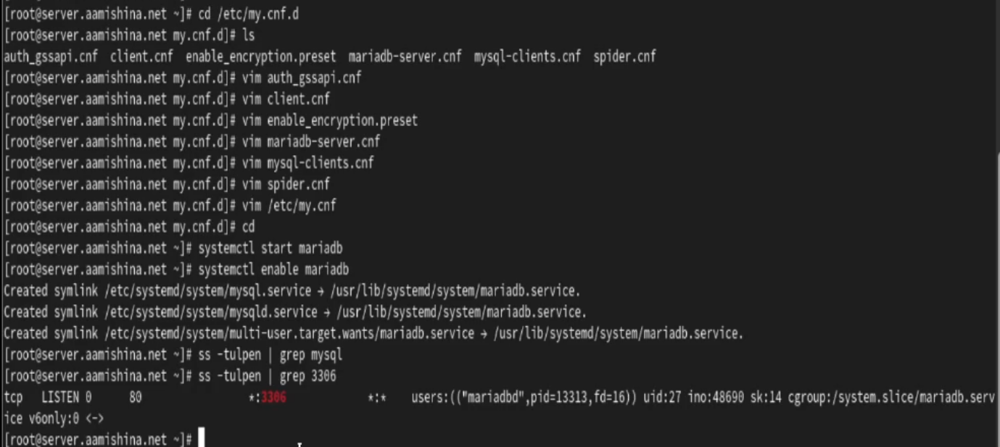 [root@server.aamishina.net ~]# cd /etc/my.cnf.d
[root@server.aamishina.net my.cnf.d]# ls
auth_gssapi.cnf  client.cnf  enable_encryption.preset  mariadb-server.cnf  mysql-clients.cnf  spider.cnf
[root@server.aamishina.net my.cnf.d]# vim auth_gssapi.cnf
[root@server.aamishina.net my.cnf.d]# vim client.cnf
[root@server.aamishina.net my.cnf.d]# vim enable_encryption.preset
[root@server.aamishina.net my.cnf.d]# vim mariadb-server.cnf
[root@server.aamishina.net my.cnf.d]# vim mysql-clients.cnf
[root@server.aamishina.net my.cnf.d]# vim spider.cnf
[root@server.aamishina.net my.cnf.d]# vim /etc/my.cnf
[root@server.aamishina.net my.cnf.d]# cd
[root@server.aamishina.net ~]# systemctl start mariadb
[root@server.aamishina.net ~]# systemctl enable mariadb
Created symlink /etc/systemd/system/mysql.service → /usr/lib/systemd/system/mariadb.service.
Created symlink /etc/systemd/system/mysqld.service → /usr/lib/systemd/system/mariadb.service.
Created symlink /etc/systemd/system/multi-user.target.wants/mariadb.service → /usr/lib/systemd/system/mariadb.service.
[root@server.aamishina.net ~]# ss -tulpen | grep mysql
[root@server.aamishina.net ~]# ss -tulpen | grep 3306
tcp   LISTEN 0      80                 *:3306             *:*    users:(("mariadbd",pid=13313,fd=16)) uid:27 ino:48690 sk:14 cgroup:/system.slice/mariadb.serv
ice v6only:0 <->
[root@server.aamishina.net ~]#